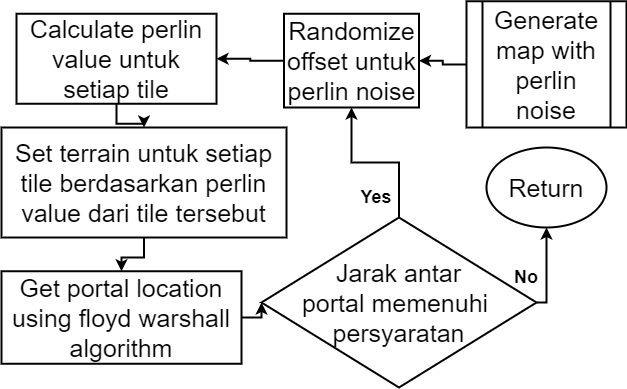 Generate
map with
perlin
noise
Randomize
offset untuk
perlin noise
Calculate perlin
value untuk
setiap tile
Set terrain untuk setiap
tile berdasarkan perlin
value dari tile tersebut
Get portal location
using floyd warshall
algorithm
Jarak antar
portal memenuhi
persyaratan
Yes
No
Return